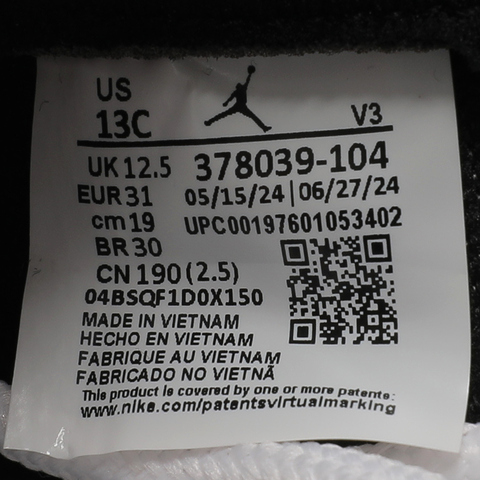 US
13C
V3
UK 12.5 378039-104
EUR 31 05/15/24 | 06/27/24
cm 19 UPC00197601053402
BR 30
CN 190 (2.5)
04BSQF1D0X150
MADE IN VIETNAM
HECHO EN VIETNAM
FABRIQUE AU VIETNAM
FABRICADO NO VIETNÃ
This product is covered by one or more patents:
www.nike.com/patentsvirtualmarking